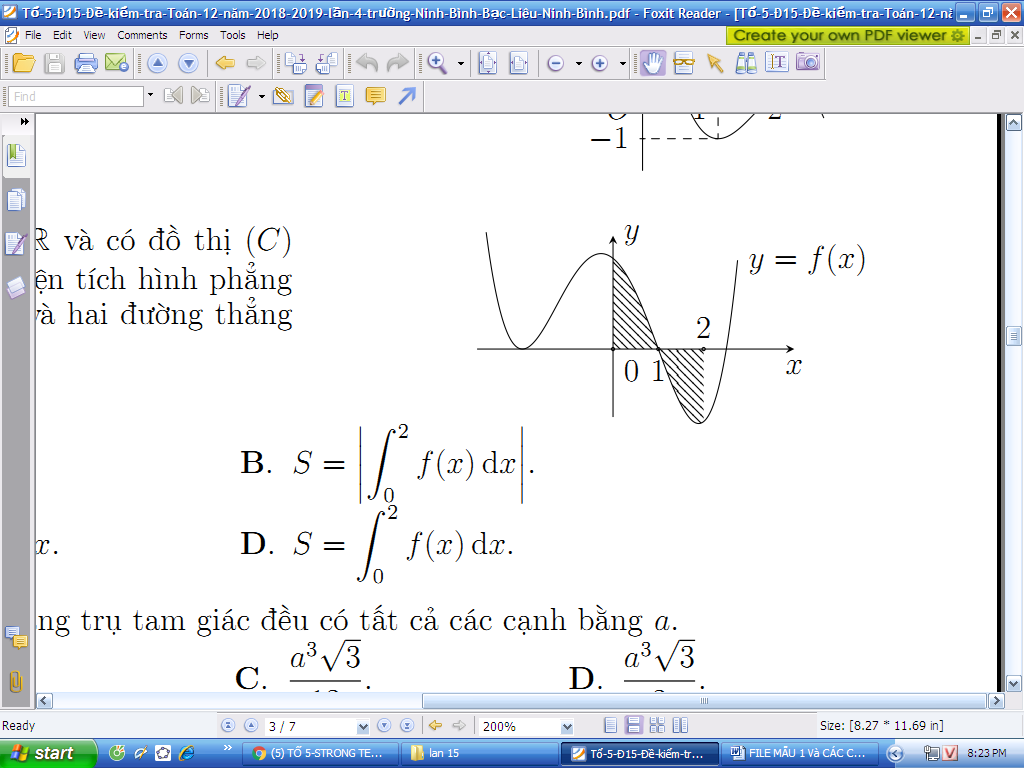 Tổ-5-Đ15-Đề-kiểm-tra-Toán-12-năm-2018-2019-lần-4-trường-Ninh-Bình-Bạc-Liêu-Ninh-Bình.pdf - Foxit Reader - [Tổ-5-Đ15-Đề-kiểm-tra-Toán-12-nă
File Edit View Comments Forms Tools Help
Create your own PDF viewer
Find
−1
2
ℝ và có đồ thị (C)
ện tích hình phẳng
và hai đường thẳng
y
y = f(x)
2
0 1
x
B. S = |∫₀² f(x) dx|.
x.
D. S = ∫₀² f(x) dx.
ng trụ tam giác đều có tất cả các cạnh bằng a.
C. a³√3 .
D. a³√3 .
Ready
3 / 7
200%
Size: [8.27 * 11.69 in]
start
(5) TỔ 5-STRONG TE...
lan 15
Tổ-5-Đ15-Đề-kiểm-tr...
FILE MẪU 1 Và CÁC C...
8:23 PM